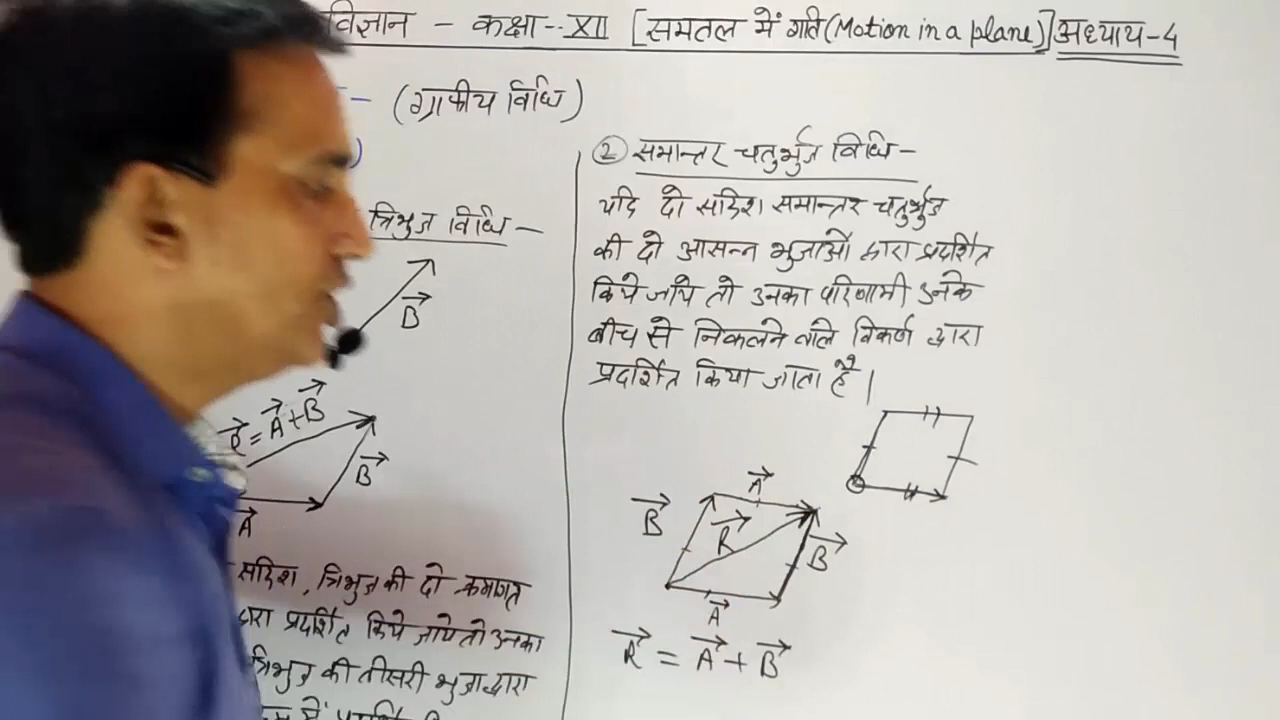 विज्ञान - कक्षा - XII [समतल में गति (Motion in a plane)] अध्याय-4
(ग्राफीय विधि)
त्रिभुज विधि -
B
R = A + B
B
A
सदिश, त्रिभुज की दो क्रमागत
द्वारा प्रदर्शित किये जाये तो उनका
त्रिभुज की तीसरी भुजा द्वारा
② समान्तर चतुर्भुज विधि -
यदि दो सदिश समान्तर चतुर्भुज
की दो आसन्न भुजाओं द्वारा प्रदर्शित
किये जाये तो उनका परिणामी उनके
बीच से निकलने वाले विकर्ण द्वारा
प्रदर्शित किया जाता है।
A
B
R
B
A
R = A + B